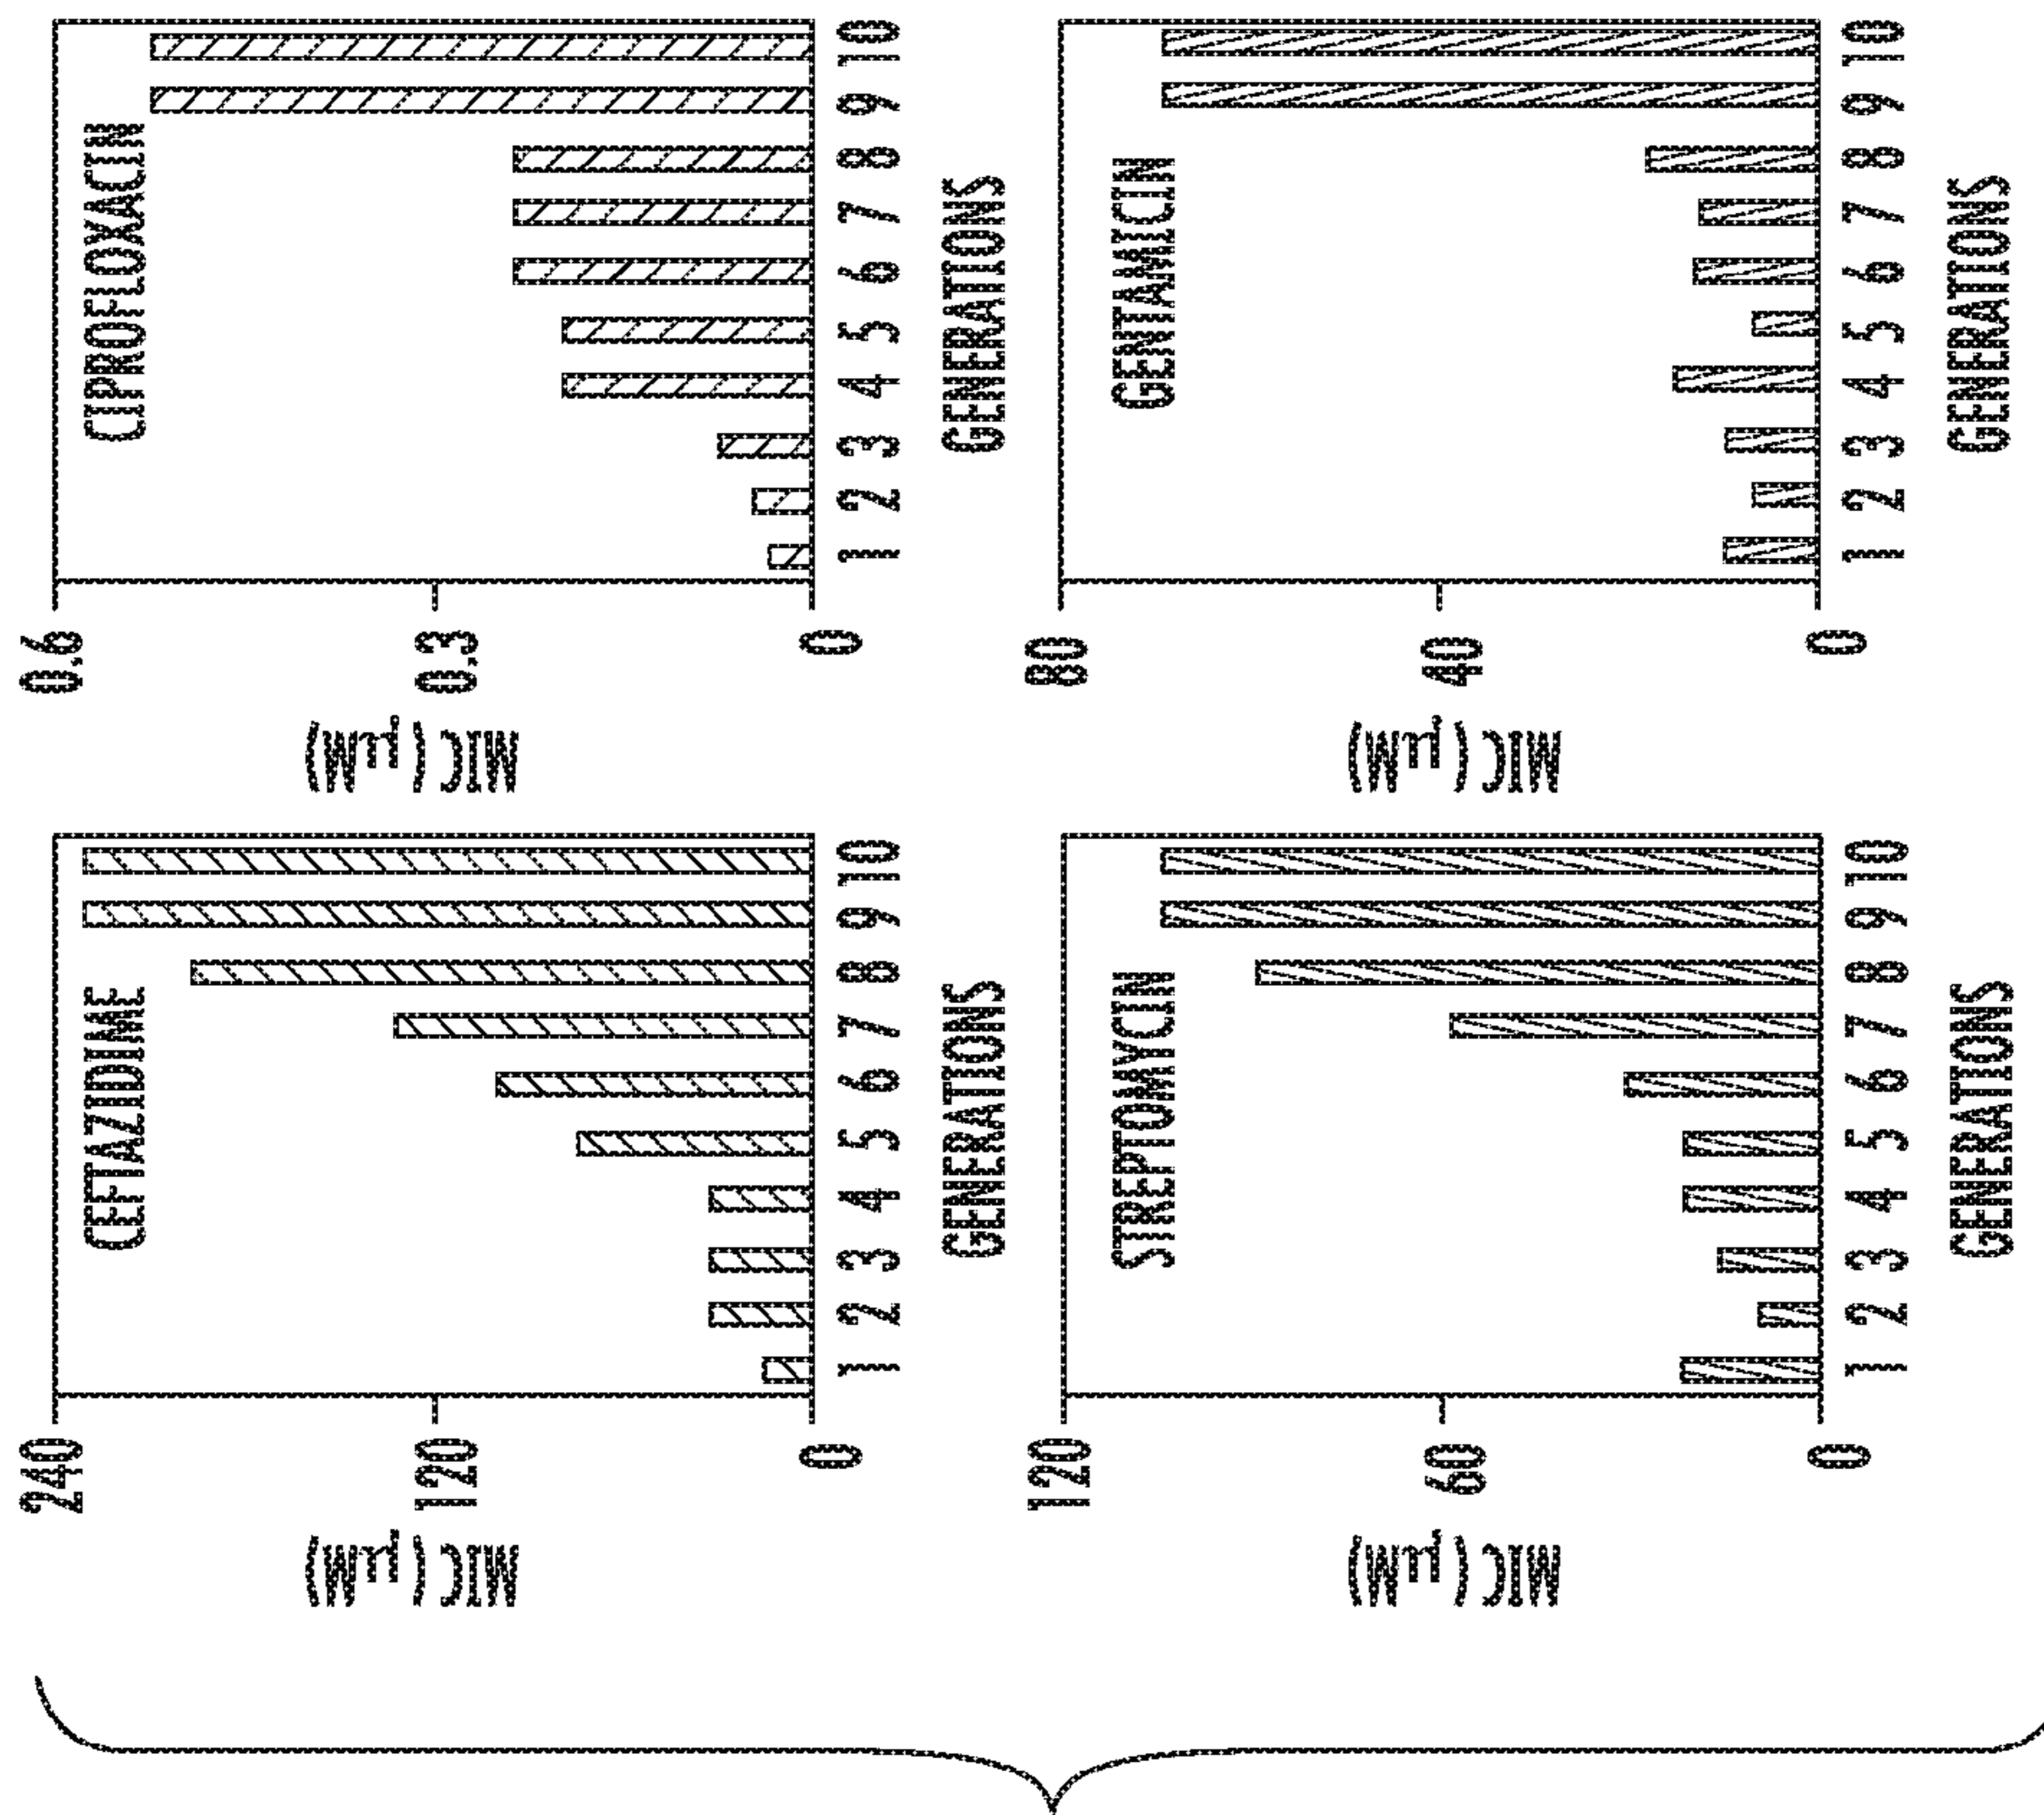 CEFTAZIDIME
240
120
0
MIC (μM)
1 2 3 4 5 6 7 8 9 10
GENERATIONS
CIPROFLOXACIN
0.6
0.3
0
MIC (μM)
1 2 3 4 5 6 7 8 9 10
GENERATIONS
STREPTOMYCIN
120
60
0
MIC (μM)
1 2 3 4 5 6 7 8 9 10
GENERATIONS
GENTAMICIN
80
40
0
MIC (μM)
1 2 3 4 5 6 7 8 9 10
GENERATIONS